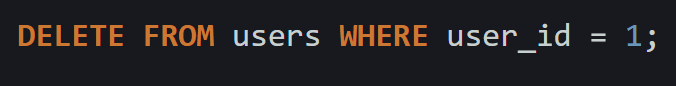 DELETE FROM users WHERE user_id = 1;